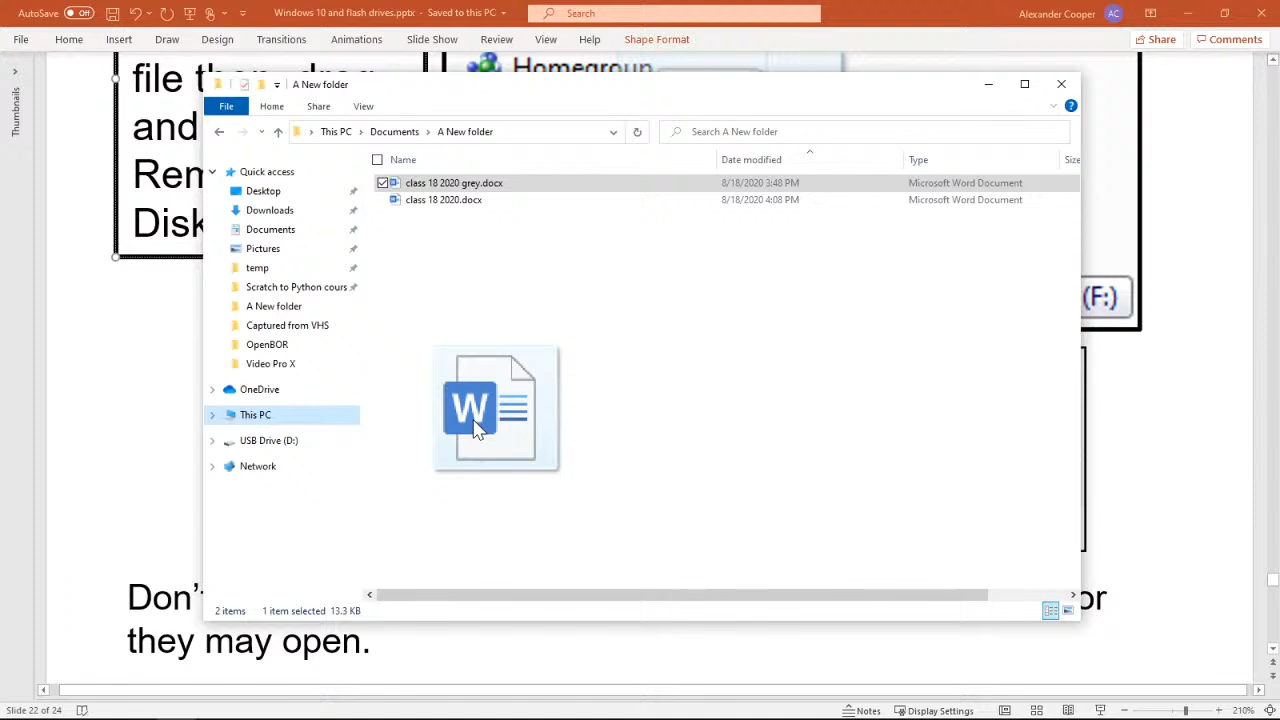 AutoSave Off Windows 10 and flash drives.pptx - Saved to this PC Search Alexander Cooper AC
File Home Insert Draw Design Transitions Animations Slide Show Review View Help Shape Format Share Comments
Thumbnails
file
and
Disk
Homegroup
(F:)
A New folder
File Home Share View
This PC Documents A New folder Search A New folder
Name Date modified Type Size
class 18 2020 grey.docx 8/18/2020 3:48 PM Microsoft Word Document
class 18 2020.docx 8/18/2020 4:08 PM Microsoft Word Document
Quick access
Desktop
Downloads
Documents
Pictures
temp
Scratch to Python cours
A New folder
Captured from VHS
OpenBOR
Video Pro X
OneDrive
This PC
USB Drive (D:)
Network
W
2 items 1 item selected 13.3 KB
Don' or
they may open.
Slide 22 of 24 Notes Display Settings 210%